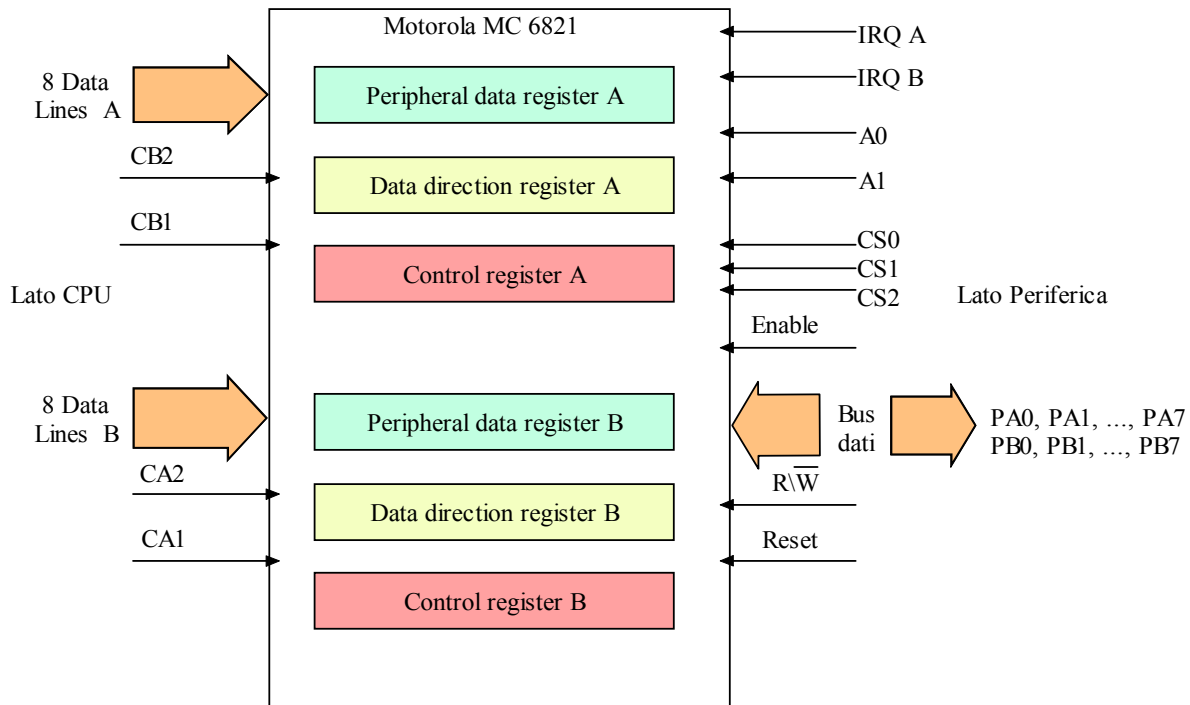 Motorola MC 6821
IRQ A
8 Data
Lines A
Peripheral data register A
IRQ B
A0
CB2
Data direction register A
A1
CB1
CS0
Control register A
CS1
Lato CPU
CS2
Lato Periferica
Enable
8 Data
Lines B
Peripheral data register B
Bus
dati
PA0, PA1, ..., PA7
PB0, PB1, ..., PB7
CA2
R\W̅
Data direction register B
CA1
Reset
Control register B